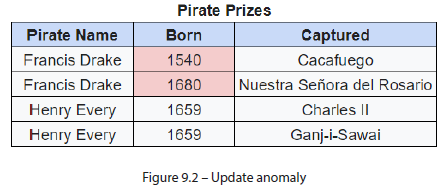 Pirate Prizes
Pirate Name Born Captured
Francis Drake 1540 Cacafuego
Francis Drake 1680 Nuestra Señora del Rosario
Henry Every 1659 Charles II
Henry Every 1659 Ganj-i-Sawai
Figure 9.2 – Update anomaly